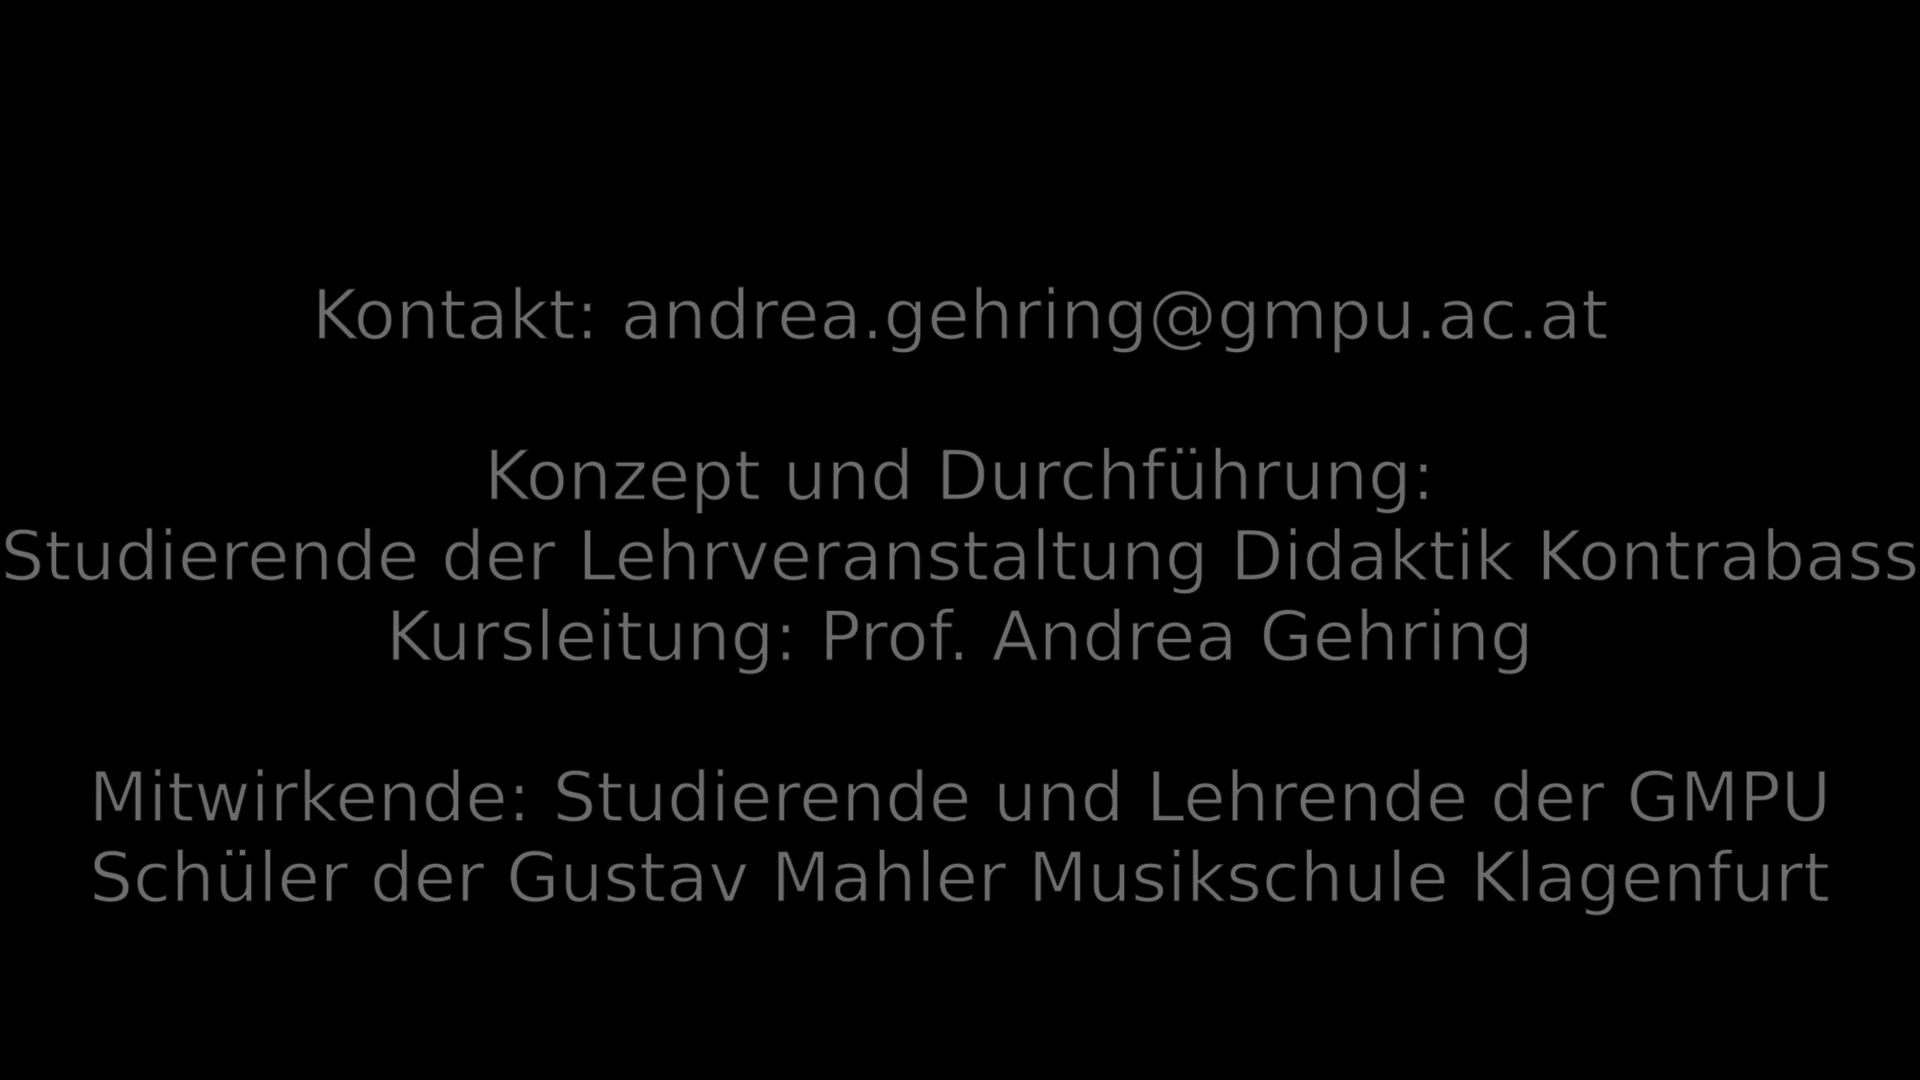 Kontakt: andrea.gehring@gmpu.ac.at
Konzept und Durchführung:
Studierende der Lehrveranstaltung Didaktik Kontrabass
Kursleitung: Prof. Andrea Gehring
Mitwirkende: Studierende und Lehrende der GMPU
Schüler der Gustav Mahler Musikschule Klagenfurt